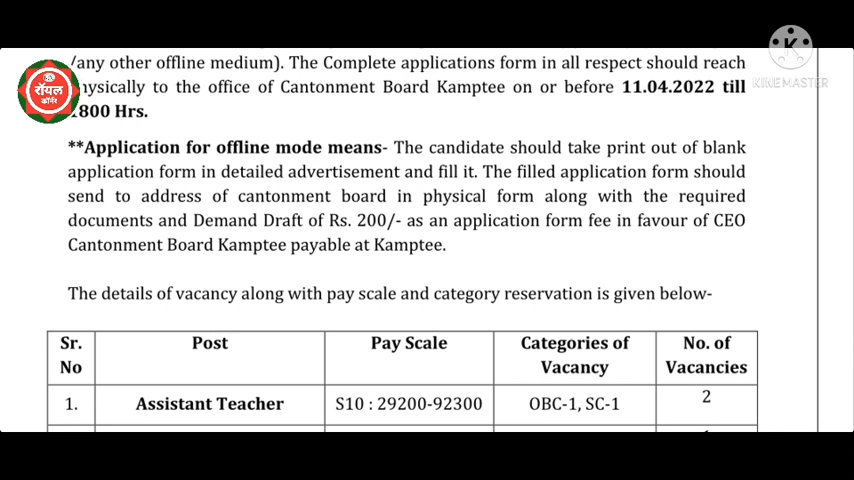 /any other offline medium). The Complete applications form in all respect should reach
physically to the office of Cantonment Board Kamptee on or before 11.04.2022 till
1800 Hrs.
**Application for offline mode means- The candidate should take print out of blank
application form in detailed advertisement and fill it. The filled application form should
send to address of cantonment board in physical form along with the required
documents and Demand Draft of Rs. 200/- as an application form fee in favour of CEO
Cantonment Board Kamptee payable at Kamptee.
The details of vacancy along with pay scale and category reservation is given below-
Sr. No Post Pay Scale Categories of Vacancy No. of Vacancies
1. Assistant Teacher S10 : 29200-92300 OBC-1, SC-1 2
रॉयल
कॉर्नर
KINEMASTER